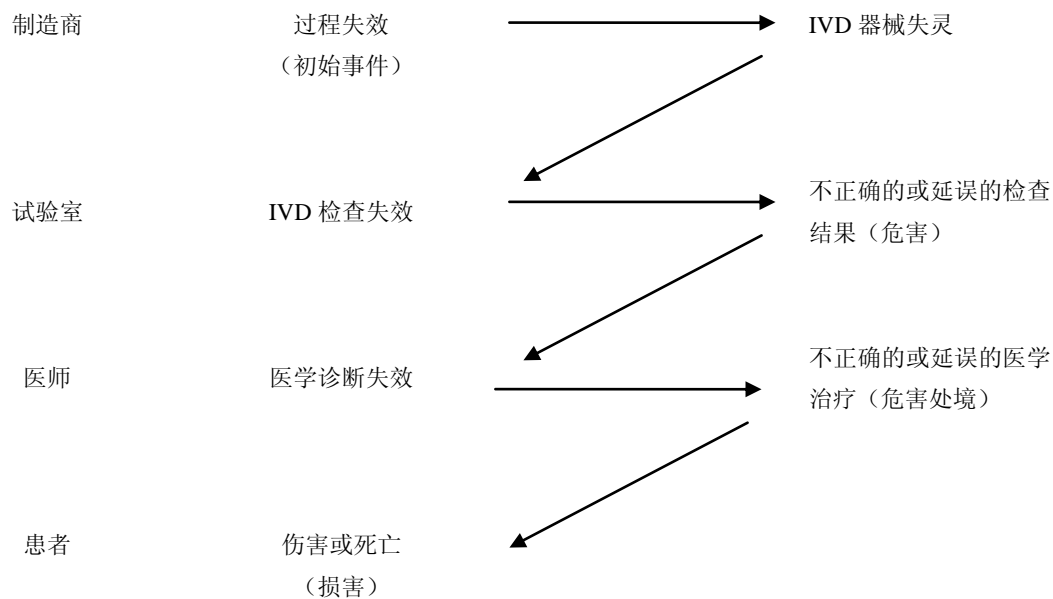 制造商 过程失效 IVD 器械失灵
（初始事件）
试验室 IVD 检查失效 不正确的或延误的检查
结果（危害）
医师 医学诊断失效 不正确的或延误的医学
治疗（危害处境）
患者 伤害或死亡
（损害）